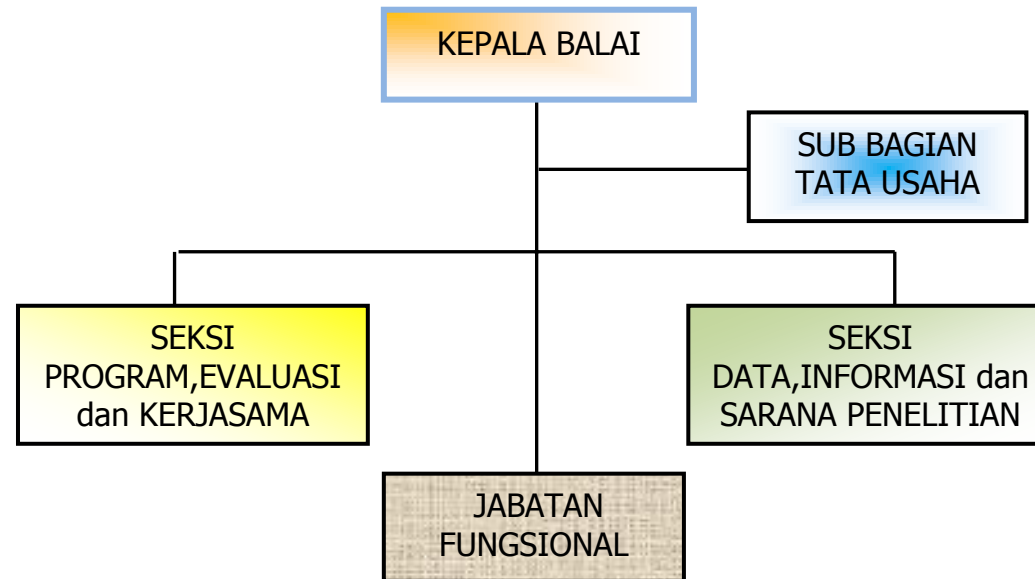 KEPALA BALAI
SUB BAGIAN
TATA USAHA
SEKSI
PROGRAM,EVALUASI
dan KERJASAMA
SEKSI
DATA,INFORMASI dan
SARANA PENELITIAN
JABATAN
FUNGSIONAL